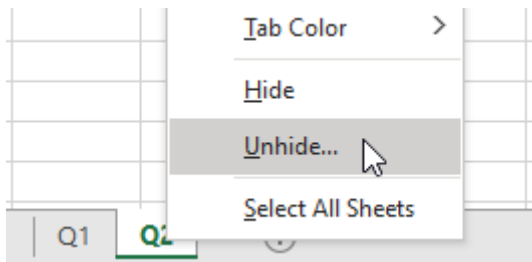 Tab Color
Hide
Unhide...
Select All Sheets
Q1 Q2